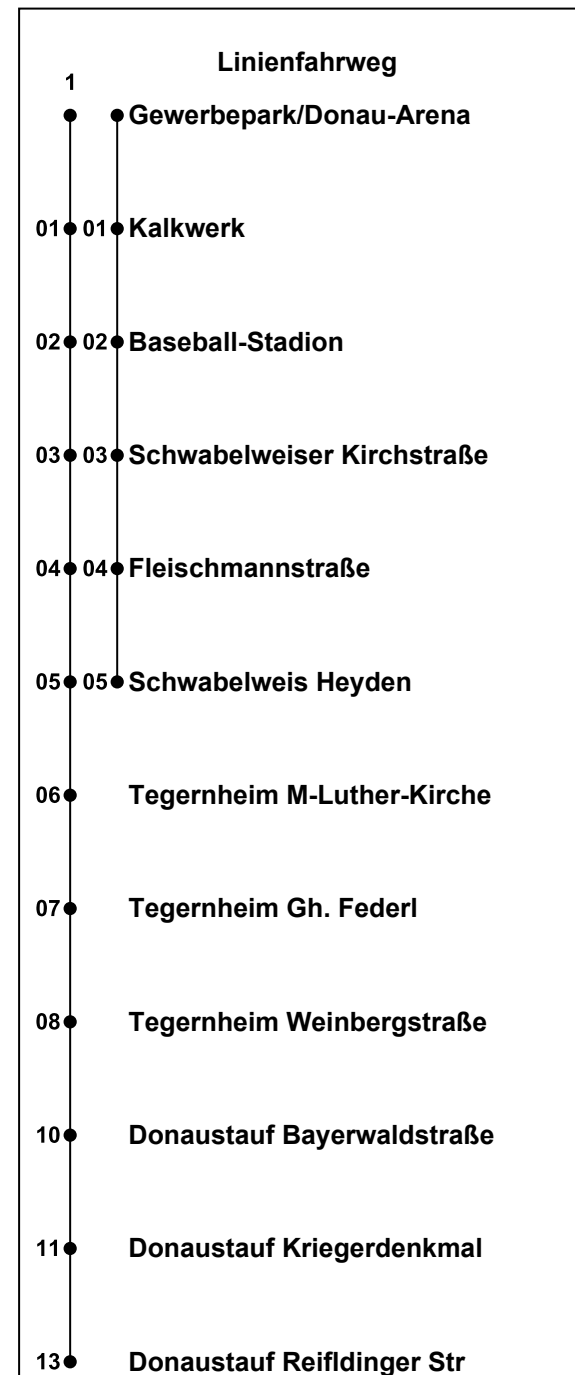 Linienfahrweg
1
Gewerbepark/Donau-Arena
01 01 Kalkwerk
02 02 Baseball-Stadion
03 03 Schwabelweiser Kirchstraße
04 04 Fleischmannstraße
05 05 Schwabelweis Heyden
06 Tegernheim M-Luther-Kirche
07 Tegernheim Gh. Federl
08 Tegernheim Weinbergstraße
10 Donaustauf Bayerwaldstraße
11 Donaustauf Kriegerdenkmal
13 Donaustauf Reifldinger Str